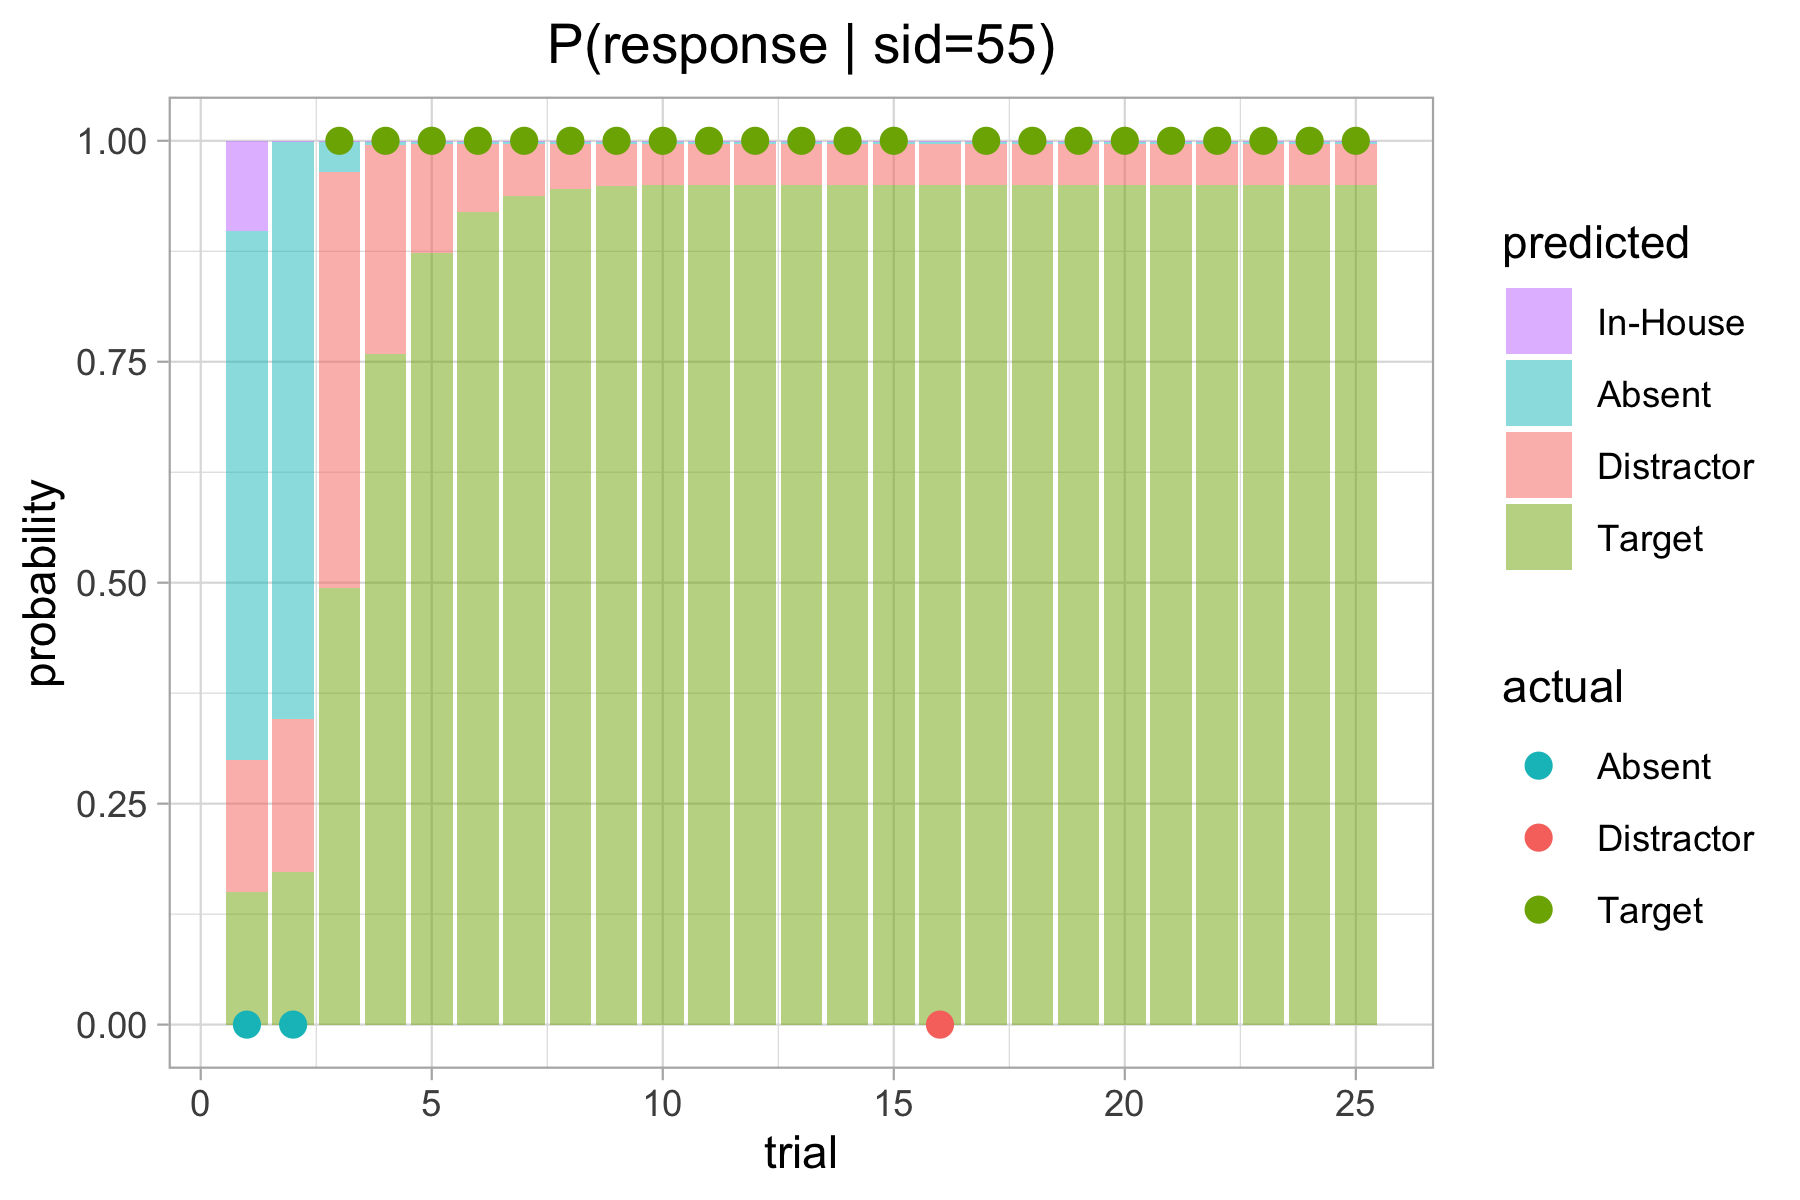 P(response | sid=55)
probability
1.00
0.75
0.50
0.25
0.00
0 5 10 15 20 25
trial
predicted
In-House
Absent
Distractor
Target
actual
Absent
Distractor
Target